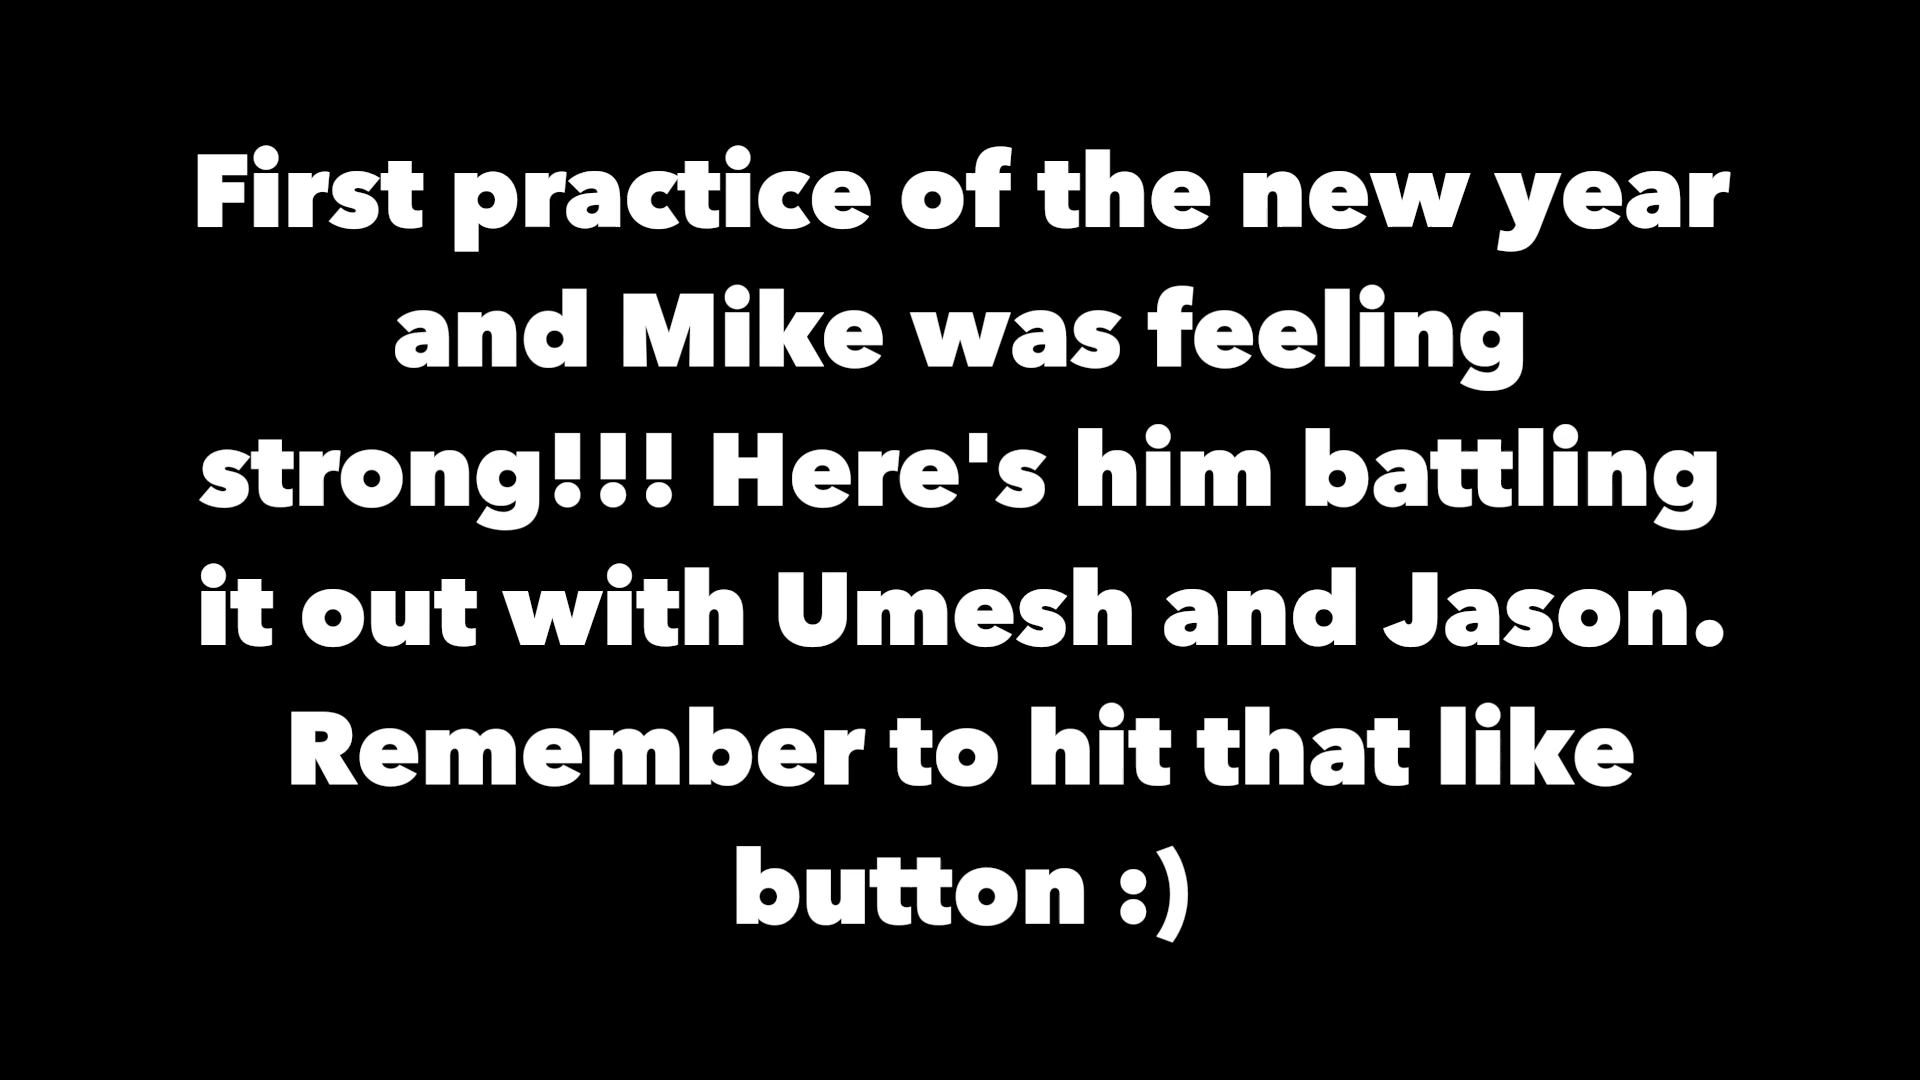 First practice of the new year
and Mike was feeling
strong!!! Here's him battling
it out with Umesh and Jason.
Remember to hit that like
button :)